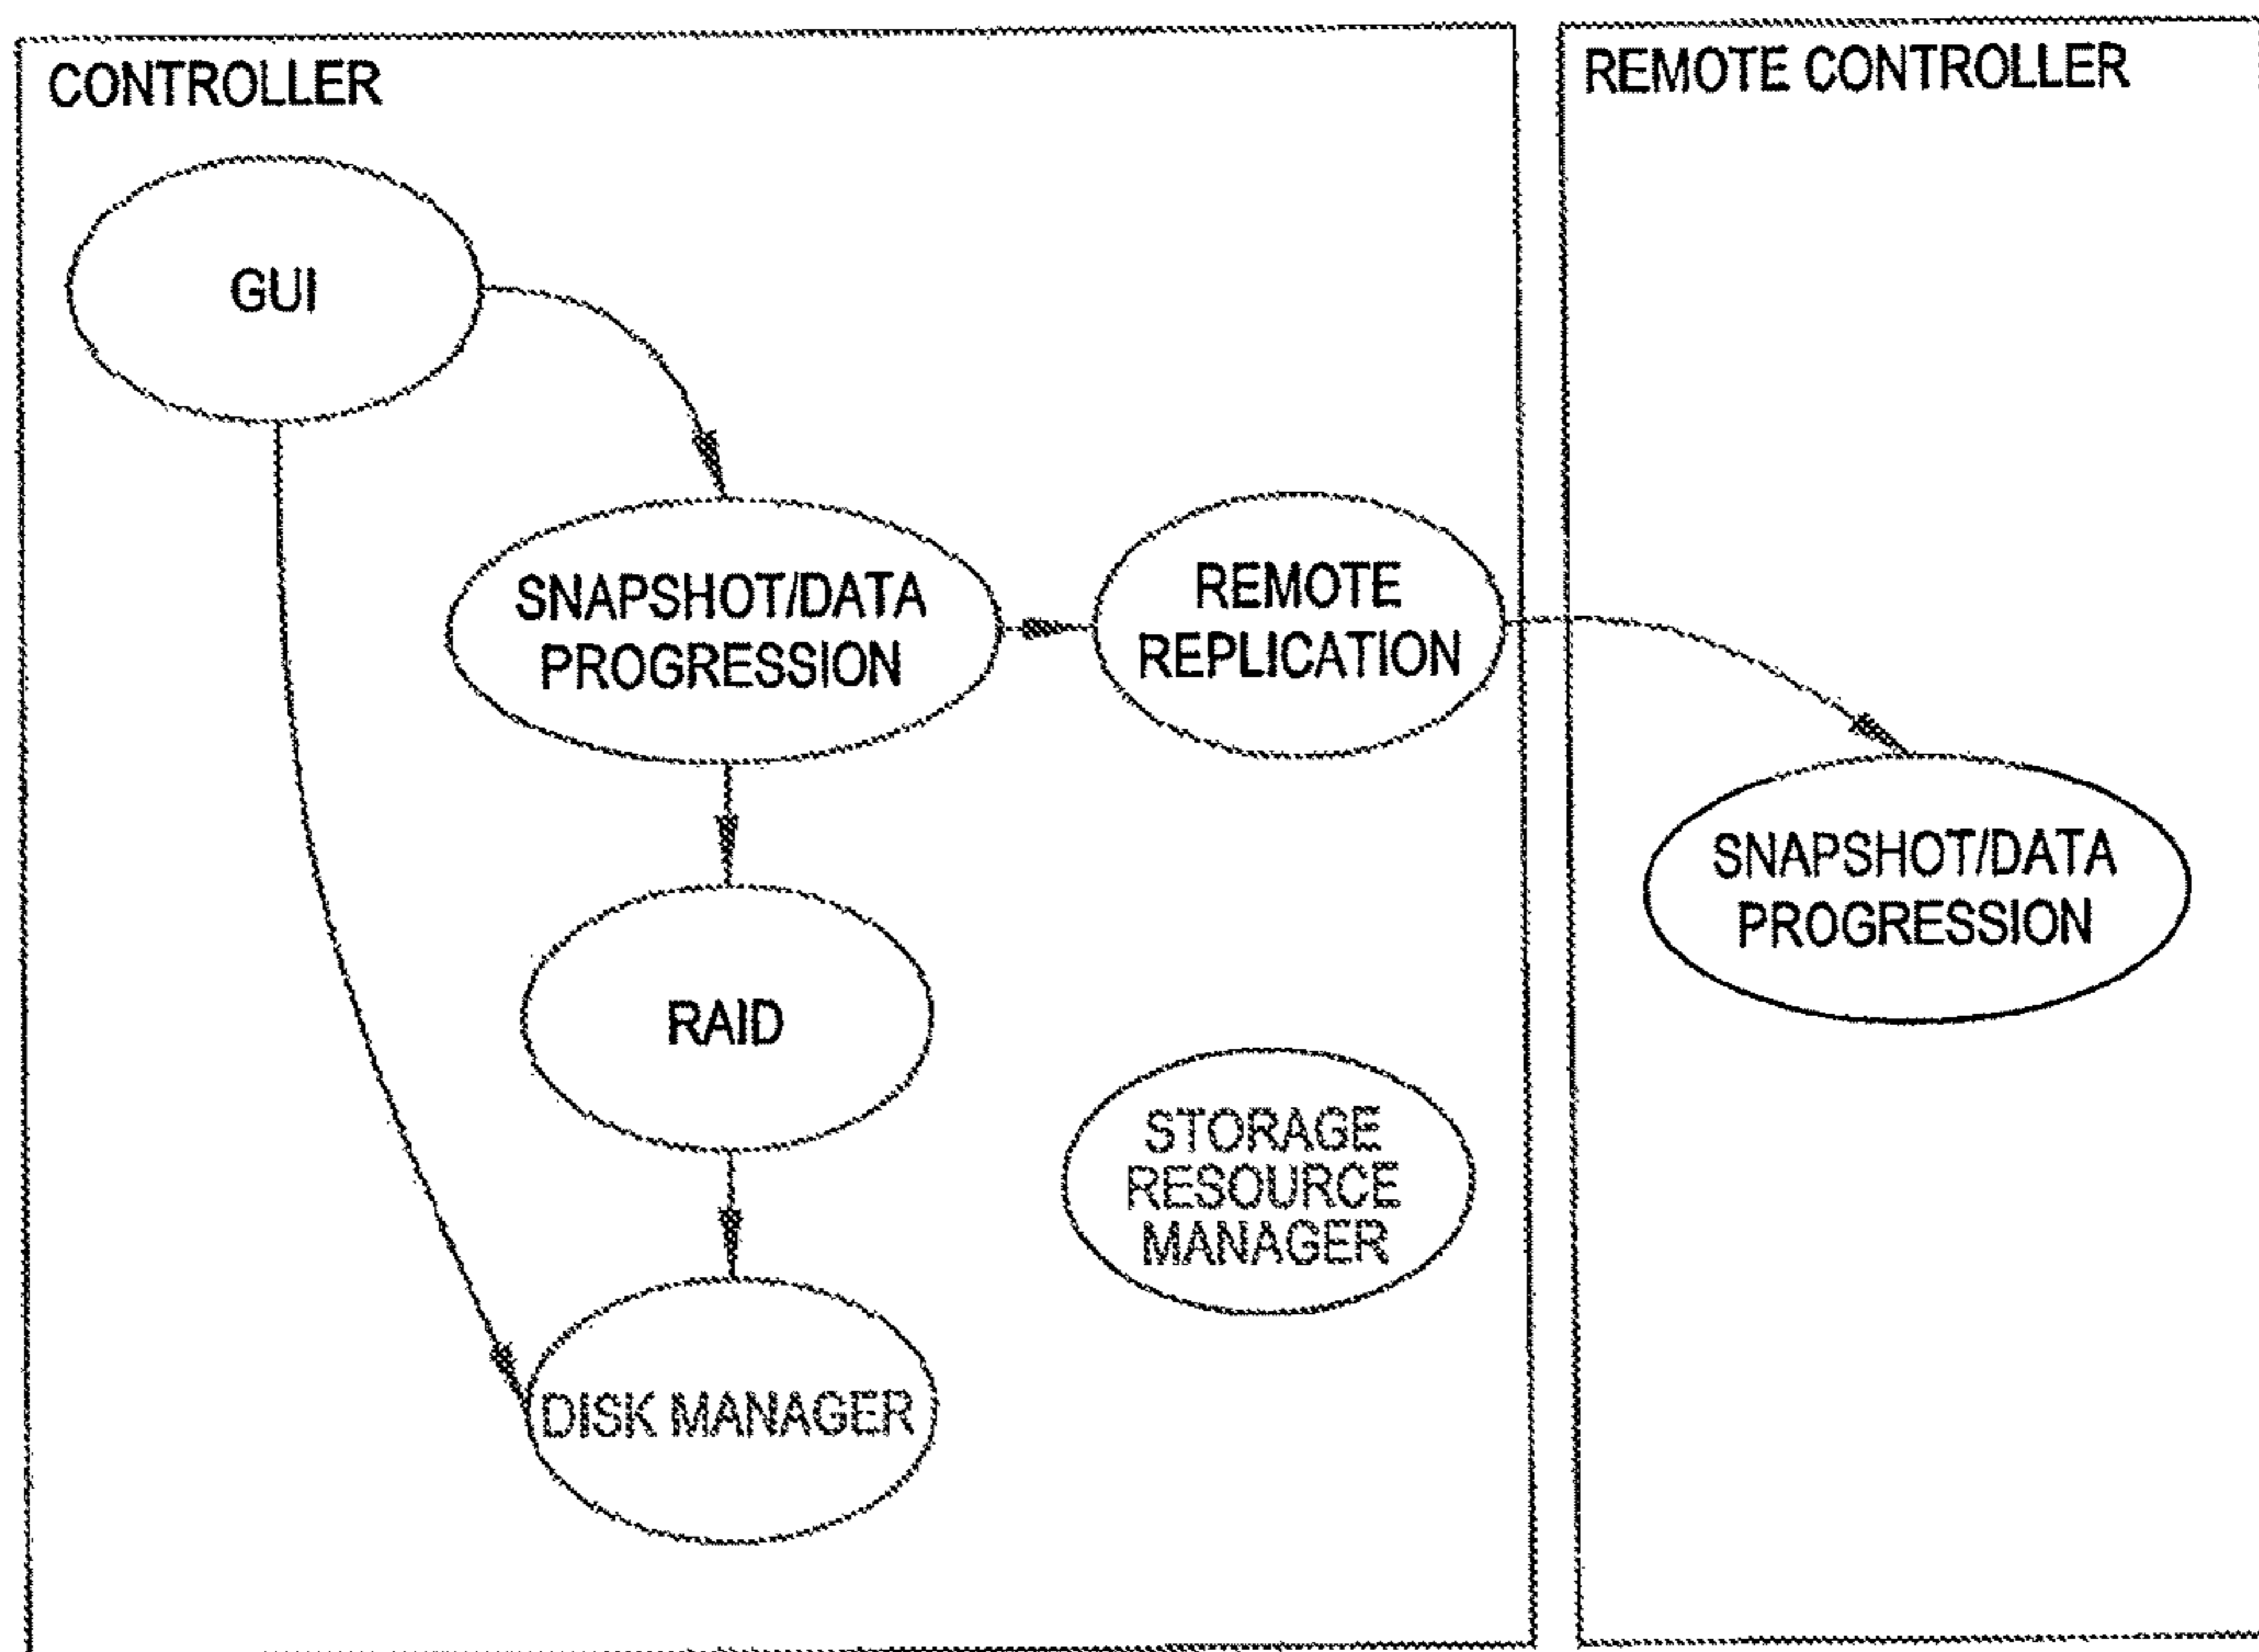 CONTROLLER
REMOTE CONTROLLER
GUI
SNAPSHOT/DATA
PROGRESSION
REMOTE
REPLICATION
SNAPSHOT/DATA
PROGRESSION
RAID
STORAGE
RESOURCE
MANAGER
DISK MANAGER